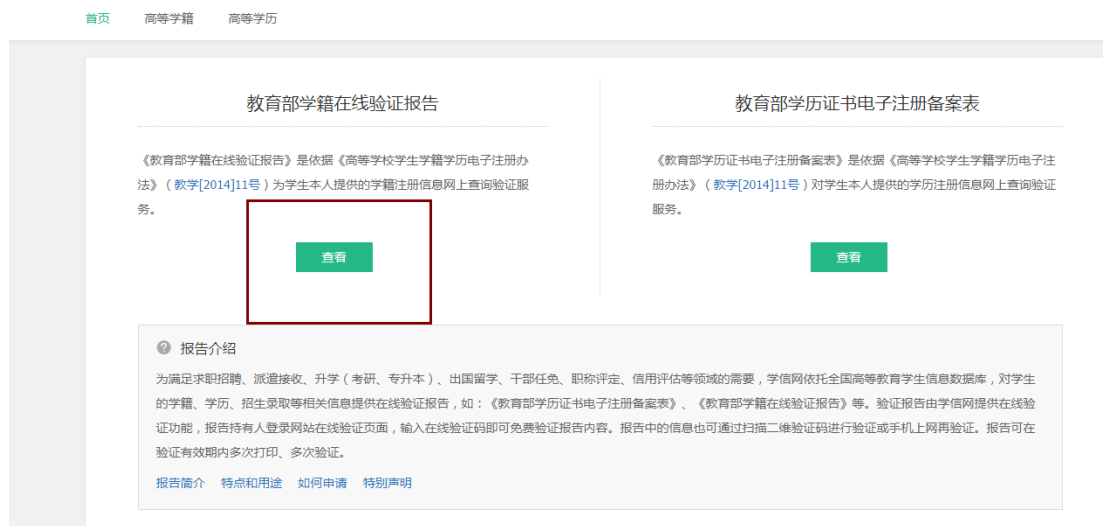 首页 高等学籍 高等学历
教育部学籍在线验证报告
《教育部学籍在线验证报告》是依据《高等学校学生学籍学历电子注册办
法》（教学[2014]11号）为学生本人提供的学籍注册信息网上查询验证服
务。
查看
教育部学历证书电子注册备案表
《教育部学历证书电子注册备案表》是依据《高等学校学生学籍学历电子注
册办法》（教学[2014]11号）对学生本人提供的学历注册信息网上查询验证
服务。
查看
? 报告介绍
为满足求职招聘、派遣接收、升学（考研、专升本）、出国留学、干部任免、职称评定、信用评估等领域的需要，学信网依托全国高等教育学生信息数据库，对学生
的学籍、学历、招生录取等相关信息提供在线验证报告，如：《教育部学历证书电子注册备案表》、《教育部学籍在线验证报告》等。验证报告由学信网提供在线验
证功能，报告持有人登录网站在线验证页面，输入在线验证码即可免费验证报告内容。报告中的信息也可通过扫描二维验证码进行验证或手机上网再验证。报告可在
验证有效期内多次打印、多次验证。
报告简介 特点和用途 如何申请 特别声明